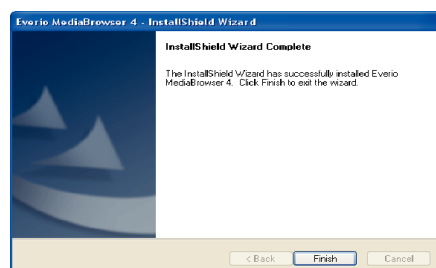 Everio MediaBrowser 4 - InstallShield Wizard
InstallShield Wizard Complete
The InstallShield Wizard has successfully installed Everio
MediaBrowser 4. Click Finish to exit the wizard.
< Back Finish Cancel